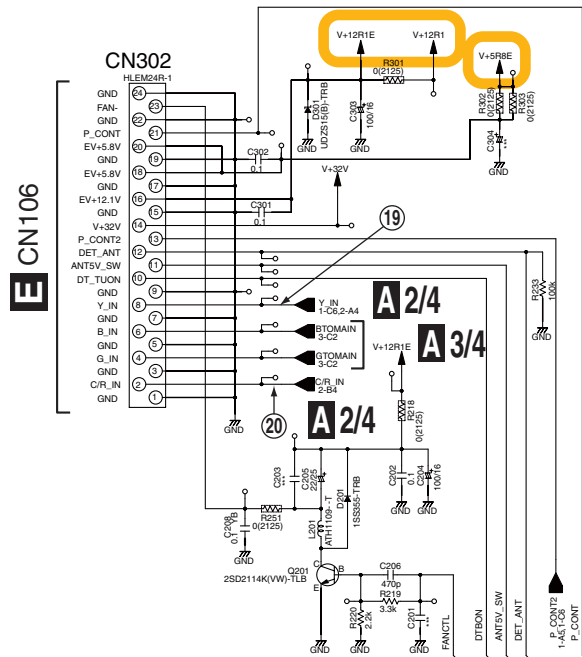 V+12R1E
V+12R1
V+5R8E
CN302
HLEM24R-1
E CN106
GND 24
FAN- 23
GND 22
P_CONT 21
EV+5.8V 20
GND 19
EV+5.8V 18
GND 17
EV+12.1V 16
GND 15
V+32V 14
P_CONT2 13
DET_ANT 12
ANT5V_SW 11
DT_TUON 10
GND 9
Y_IN 8
GND 7
B_IN 6
GND 5
G_IN 4
GND 3
C/R_IN 2
GND 1
R301
0(2125)
D301
UDZS15(B)-TRB
C303
100/16
R302
0(2125)
R303
0(2125)
C304
GND
GND
GND
C302
0.1
V+32V
C301
0.1
19
Y_IN
1-C6,2-A4
A 2/4
BTOMAIN
3-C2
GTOMAIN
3-C2
A 3/4
C/R_IN
2-B4
20
A 2/4
GND
R233
100k
GND
V+12R1E
R218
0(2125)
C203
C205
22/25
D201
1SS355-TRB
C202
0.1
C204
100/16
GND
GND
C208
0.1 YB
R251
0(2125)
L201
ATH1109--T
GND
Q201
2SD2114K(VW)-TLB
C
B
E
C206
470p
R219
3.3k
R220
2.2k
C201
GND
GND
GND
FANCTL
DTBON
ANT5V_SW
DET_ANT
P_CONT2
1-A5,1-C6
P_CONT